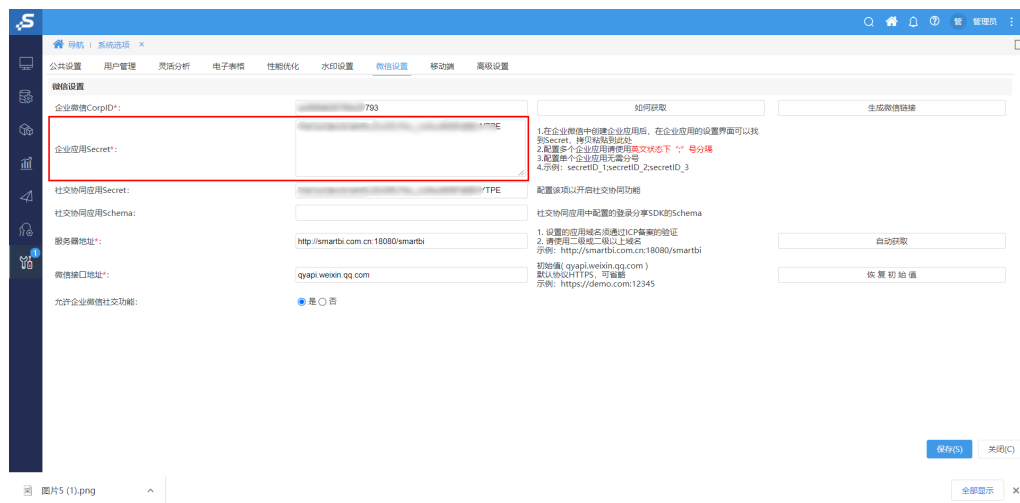 S
管 管理员
导航 | 系统选项 ×
公共设置 用户管理 灵活分析 电子表格 性能优化 水印设置 微信设置 移动端 高级设置
微信设置
企业微信CorpID*: 793 如何获取 生成微信链接
企业应用Secret*: YTPE
1.在企业微信中创建企业应用后，在企业应用的设置界面可以找
到Secret，拷贝粘贴到此处
2.配置多个企业应用请使用英文状态下“;”号分隔
3.配置单个企业应用无需分号
4.示例：secretID_1;secretID_2;secretID_3
社交协同应用Secret: YTPE 配置该项以开启社交协同功能
社交协同应用Schema: 社交协同应用中配置的登录分享SDK的Schema
服务器地址*: http://smartbi.com.cn:18080/smartbi
1. 设置的应用域名须通过ICP备案的验证
2. 请使用二级或二级以上域名
示例：http://smartbi.com.cn:18080/smartbi
自动获取
微信接口地址*: qyapi.weixin.qq.com
初始值( qyapi.weixin.qq.com )
默认协议HTTPS，可省略
示例：https://demo.com:12345
恢 复 初 始 值
允许企业微信社交功能: 是 否
1
保存(S) 关闭(C)
图片5 (1).png 全部显示 ×